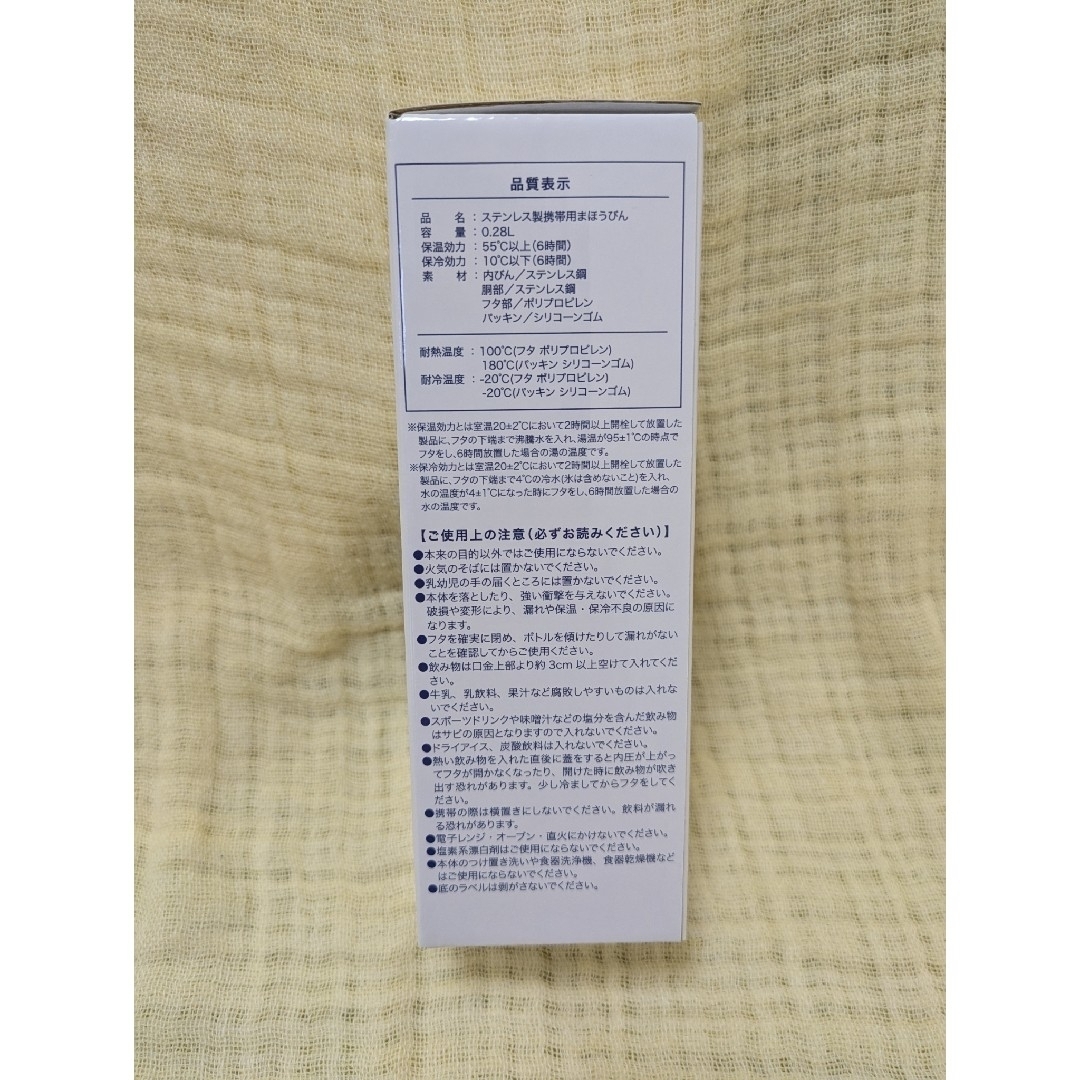 品質表示
品名：ステンレス製携帯用まほうびん
容量：0.28L
保温効力：55℃以上(6時間)
保冷効力：10℃以下(6時間)
素材：内びん／ステンレス鋼
胴部／ステンレス鋼
フタ部／ポリプロピレン
パッキン／シリコーンゴム
耐熱温度：100℃(フタ ポリプロピレン)
180℃(パッキン シリコーンゴム)
耐冷温度：-20℃(フタ ポリプロピレン)
-20℃(パッキン シリコーンゴム)
※保温効力とは室温20±2℃において2時間以上開栓して放置した
製品に、フタの下端まで沸騰水を入れ、湯温が95±1℃の時点で
フタをし、6時間放置した場合の湯の温度です。
※保冷効力とは室温20±2℃において2時間以上開栓して放置した
製品に、フタの下端まで4℃の冷水(氷は含めないこと)を入れ、
水の温度が4±1℃になった時にフタをし、6時間放置した場合の
水の温度です。
【ご使用上の注意(必ずお読みください)】
●本来の目的以外ではご使用にならないでください。
●火気のそばには置かないでください。
●乳幼児の手の届くところには置かないでください。
●本体を落としたり、強い衝撃を与えないでください。
破損や変形により、漏れや保温・保冷不良の原因に
なります。
●フタを確実に閉め、ボトルを傾けたりして漏れがない
ことを確認してからご使用ください。
●飲み物は口金上部より約3cm以上空けて入れてくだ
さい。
●牛乳、乳飲料、果汁など腐敗しやすいものは入れな
いでください。
●スポーツドリンクや味噌汁などの塩分を含んだ飲み物
はサビの原因となりますので入れないでください。
●ドライアイス、炭酸飲料は入れないでください。
●熱い飲み物を入れた直後に蓋をすると内圧が上がっ
てフタが開かなくなったり、開けた時に飲み物が吹き
出す恐れがあります。少し冷ましてからフタをしてく
ださい。
●携帯の際は横置きにしないでください。飲料が漏れ
る恐れがあります。
●電子レンジ・オーブン・直火にかけないでください。
●塩素系漂白剤はご使用にならないでください。
●本体のつけ置き洗いや食器洗浄機、食器乾燥機など
はご使用にならないでください。
●底のラベルは剥がさないでください。